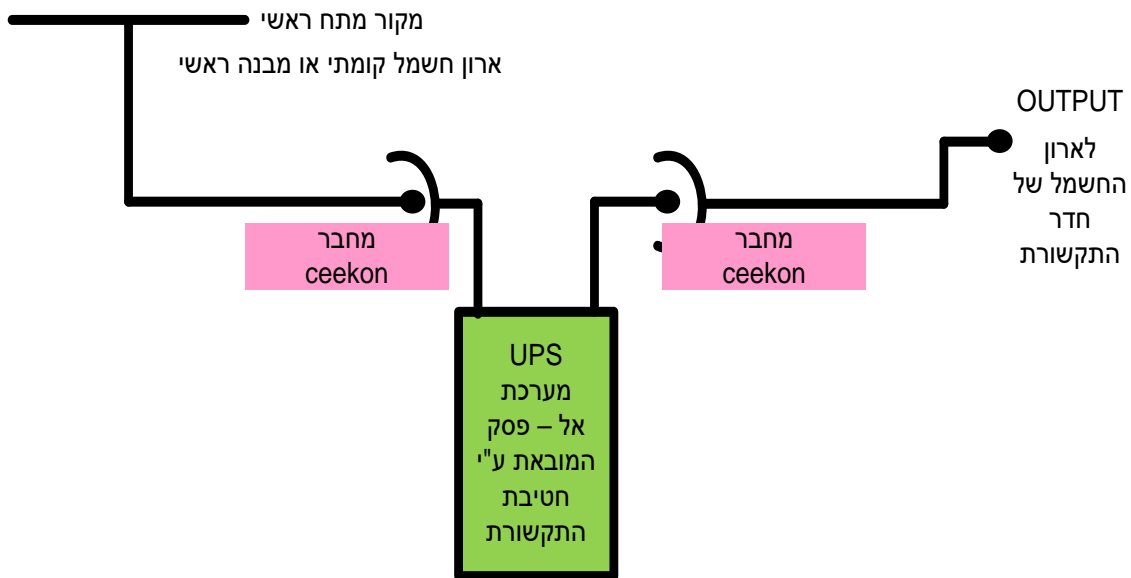 מקור מתח ראשי
ארון חשמל קומתי או מבנה ראשי
OUTPUT
לארון
החשמל של
חדר
התקשורת
מחבר
ceekon
מחבר
ceekon
UPS
מערכת
אל – פסק
המובאת ע"י
חטיבת
התקשורת